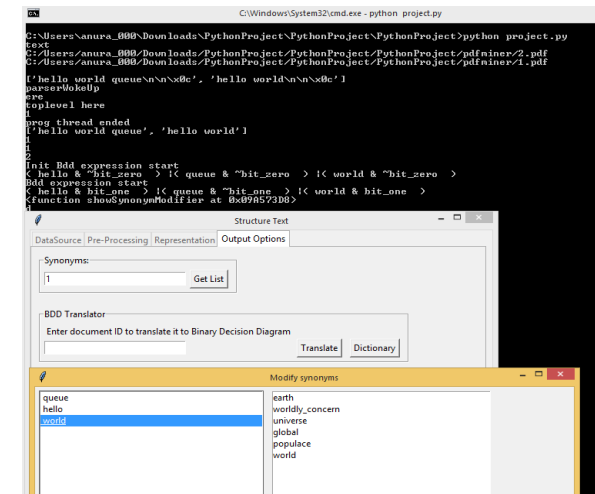 C:\Windows\System32\cmd.exe - python project.py
C:\Users\anura_000\Downloads\PythonProject\PythonProject\PythonProject>python project.py
text
C:/Users/anura_000/Downloads/PythonProject/PythonProject/pdfminer/2.pdf
C:/Users/anura_000/Downloads/PythonProject/PythonProject/pdfminer/1.pdf
['hello world queue\n\n\x0c', 'hello world\n\n\x0c']
parserWokeUp
ere
toplevel here
1
prog thread ended
['hello world queue', 'hello world']
1
1
2
Init Bdd expression start
( hello & ~bit_zero ) |( queue & ~bit_zero ) |( world & ~bit_zero )
Bdd expression start
( hello & bit_one ) |( queue & ~bit_one ) |( world & bit_one )
<function showSynonymModifier at 0x09A573D8>
d
Structure Text
DataSource Pre-Processing Representation Output Options
Synonyms:
1 Get List
BDD Translator
Enter document ID to translate it to Binary Decision Diagram
Translate Dictionary
Modify synonyms
queue
hello
world
earth
worldly_concern
universe
global
populace
world